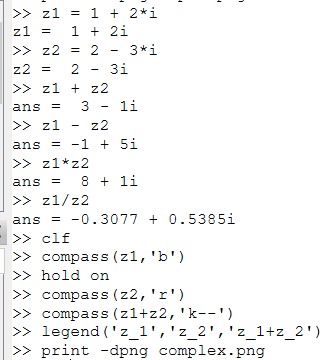 >> z1 = 1 + 2*i
z1 =  1 + 2i
>> z2 = 2 - 3*i
z2 =  2 - 3i
>> z1 + z2
ans =  3 - 1i
>> z1 - z2
ans = -1 + 5i
>> z1*z2
ans =  8 + 1i
>> z1/z2
ans = -0.3077 + 0.5385i
>> clf
>> compass(z1,'b')
>> hold on
>> compass(z2,'r')
>> compass(z1+z2,'k--')
>> legend('z_1','z_2','z_1+z_2')
>> print -dpng complex.png